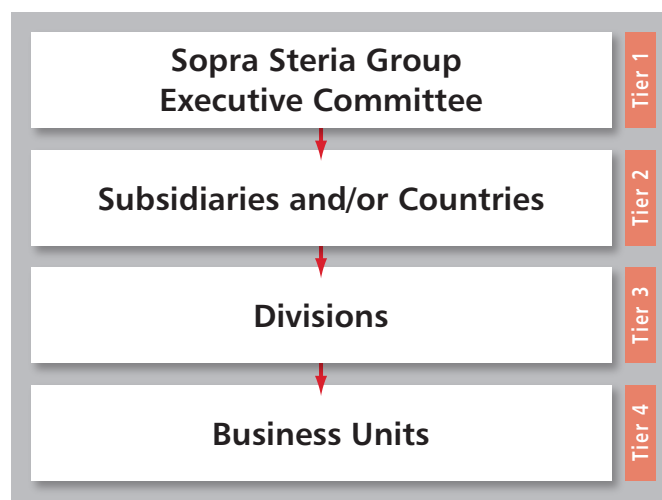 Sopra Steria Group
Executive Committee
Tier 1
Subsidiaries and/or Countries
Tier 2
Divisions
Tier 3
Business Units
Tier 4